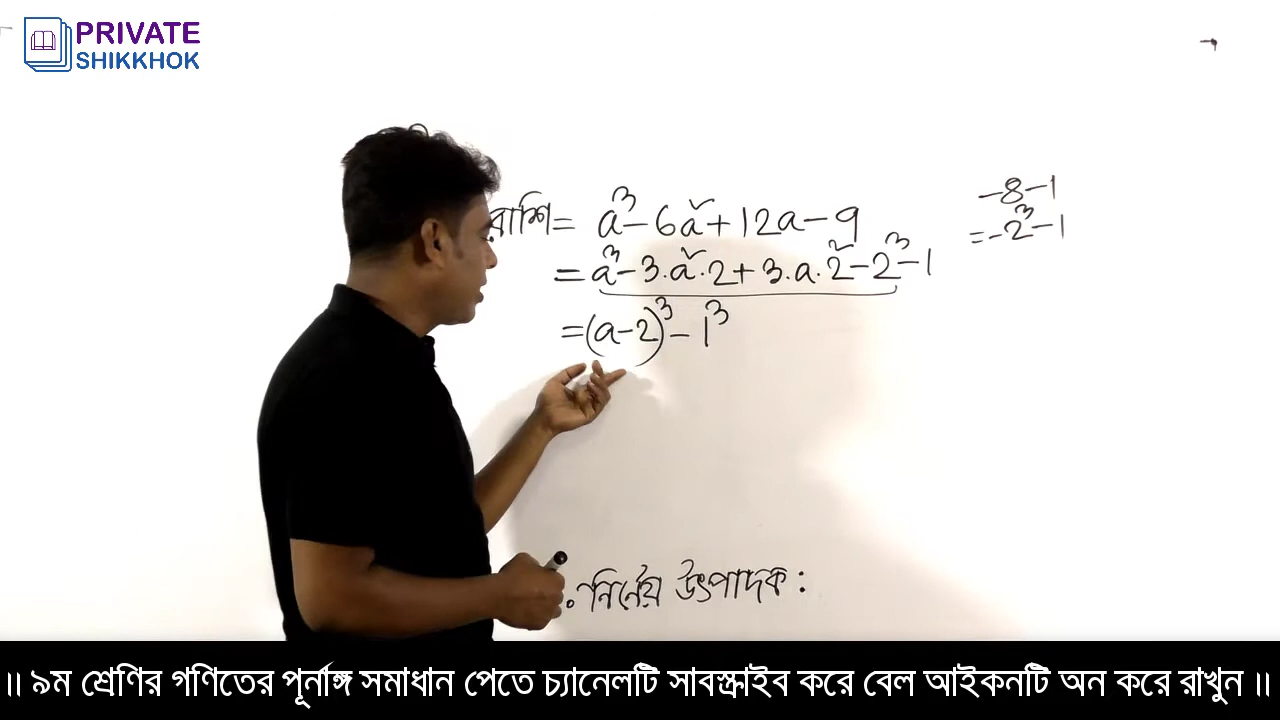 PRIVATE
SHIKKHOK
রাশি = a³ - 6a² + 12a - 9
= a³ - 3.a².2 + 3.a.2² - 2³ - 1
= (a-2)³ - 1³
-8-1
= -2³-1
নির্ণেয় উৎপাদক :
॥ ৯ম শ্রেণির গণিতের পূর্নাঙ্গ সমাধান পেতে চ্যানেলটি সাবস্ক্রাইব করে বেল আইকনটি অন করে রাখুন ॥